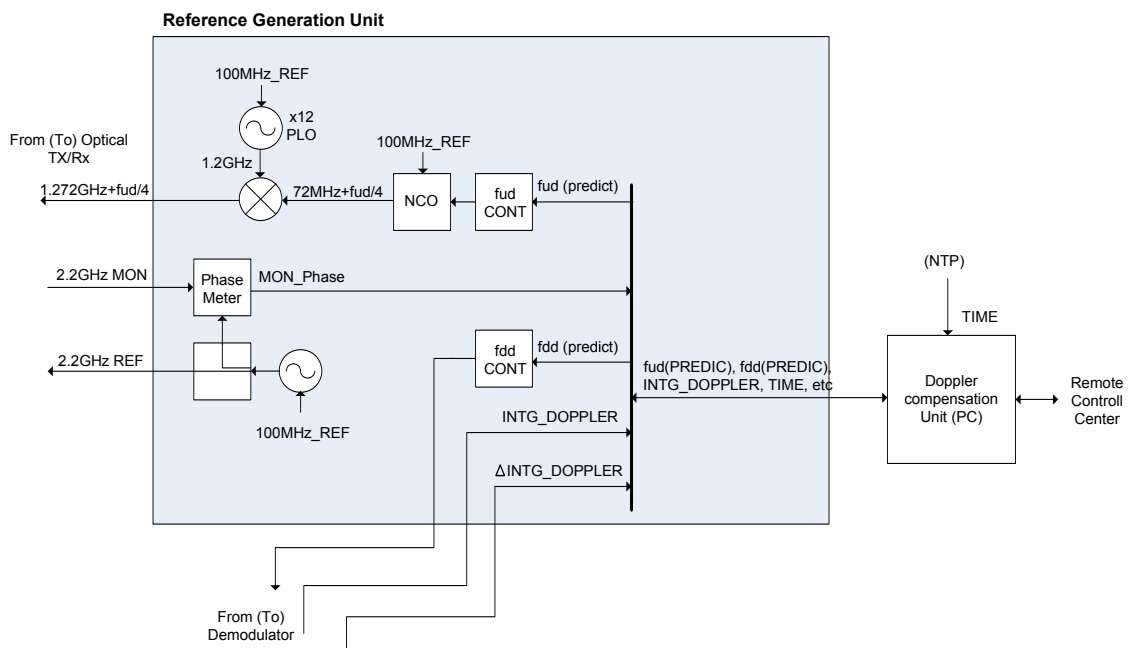 Reference Generation Unit
100MHz_REF
x12
PLO
From (To) Optical
TX/Rx
1.2GHz
100MHz_REF
1.272GHz+fud/4
72MHz+fud/4
NCO
fud
CONT
fud (predict)
2.2GHz MON
Phase
Meter
MON_Phase
(NTP)
TIME
2.2GHz REF
fdd
CONT
fdd (predict)
100MHz_REF
fud(PREDIC), fdd(PREDIC),
INTG_DOPPLER, TIME, etc
Doppler
compensation
Unit (PC)
Remote
Controll
Center
INTG_DOPPLER
ΔINTG_DOPPLER
From (To)
Demodulator